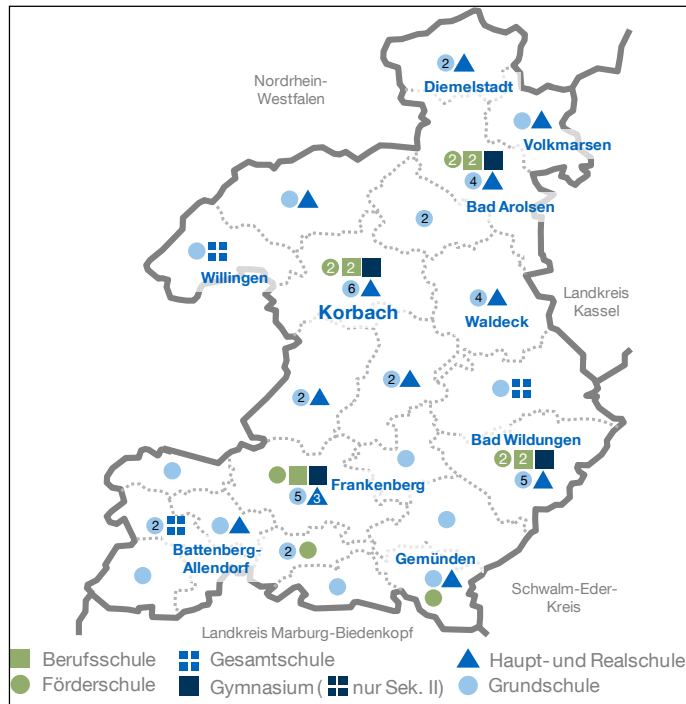 2
Diemelstadt
Nordrhein-
Westfalen
Volkmarsen
2 2
4
Bad Arolsen
2
Willingen
2 2
6
Korbach
4
Waldeck
Landkreis
Kassel
2
2
Bad Wildungen
2 2
5
Frankenberg
5 3
2
Battenberg-
Allendorf
2
Gemünden
Schwalm-Eder-
Kreis
Landkreis Marburg-Biedenkopf
Berufsschule Gesamtschule Haupt- und Realschule
Förderschule Gymnasium ( nur Sek. II) Grundschule